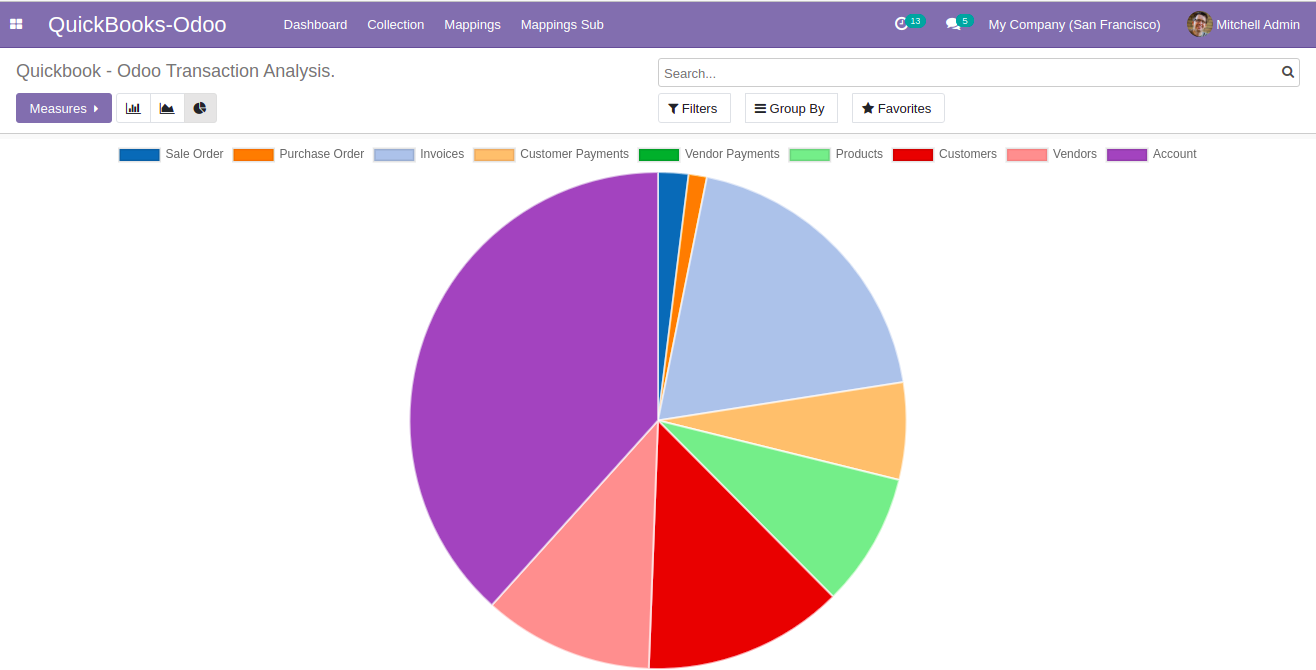 QuickBooks-Odoo Dashboard Collection Mappings Mappings Sub 13 5 My Company (San Francisco) Mitchell Admin
Quickbook - Odoo Transaction Analysis.
Search...
Measures Filters Group By Favorites
Sale Order Purchase Order Invoices Customer Payments Vendor Payments Products Customers Vendors Account